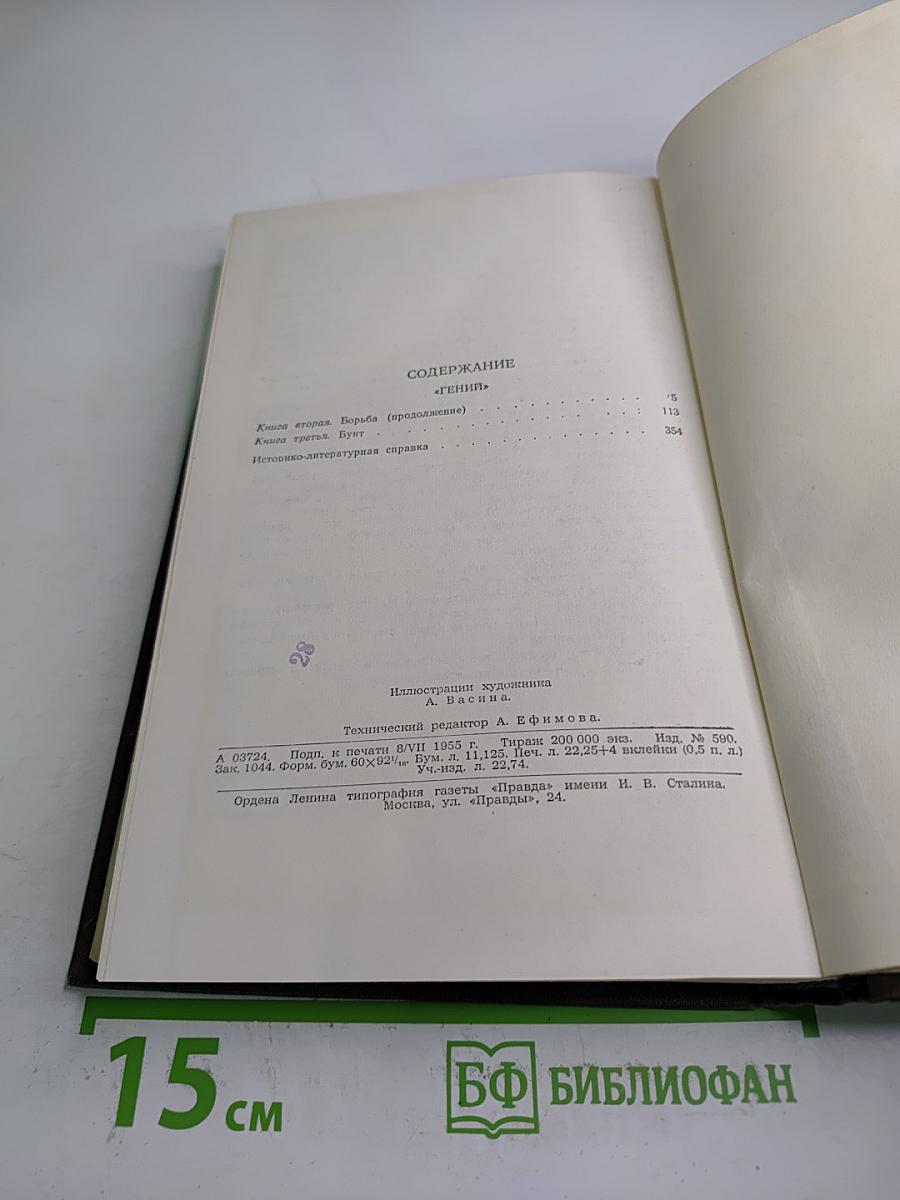 СОДЕРЖАНИЕ
«ГЕНИЙ»
Книга вторая. Борьба (продолжение) . . . . . . . . . . . 5
Книга третья. Бунт . . . . . . . . . . . . . . . . . 113
Историко-литературная справка . . . . . . . . . . . . . 354
28
Иллюстрации художника
А. Васина.
Технический редактор А. Ефимова.
А 03724. Подп. к печати 8/VII 1955 г. Тираж 200 000 экз. Изд. № 590.
Зак. 1044. Форм. бум. 60×92¹/₁₆. Бум. л. 11,125. Печ. л. 22,25+4 вклейки (0,5 п. л.)
Уч.-изд. л. 22,74.
Ордена Ленина типография газеты «Правда» имени И. В. Сталина.
Москва, ул. «Правды», 24.
15 см
БФ БИБЛИОФАН